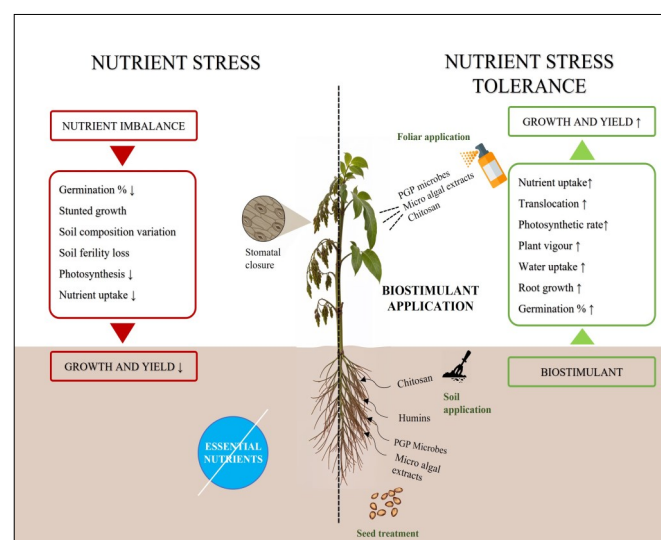 NUTRIENT STRESS
NUTRIENT IMBALANCE
Germination % ↓
Stunted growth
Soil composition variation
Soil ferility loss
Photosynthesis ↓
Nutrient uptake ↓
GROWTH AND YIELD ↓
Stomatal
closure
ESSENTIAL
NUTRIENTS
NUTRIENT STRESS
TOLERANCE
Foliar application
PGP microbes
Micro algal extracts
Chitosan
BIOSTIMULANT
APPLICATION
GROWTH AND YIELD ↑
Nutrient uptake↑
Translocation ↑
Photosynthetic rate↑
Plant vigour ↑
Water uptake ↑
Root growth ↑
Germination % ↑
BIOSTIMULANT
Chitosan
Humins
PGP Microbes
Micro algal
extracts
Soil
application
Seed treatment